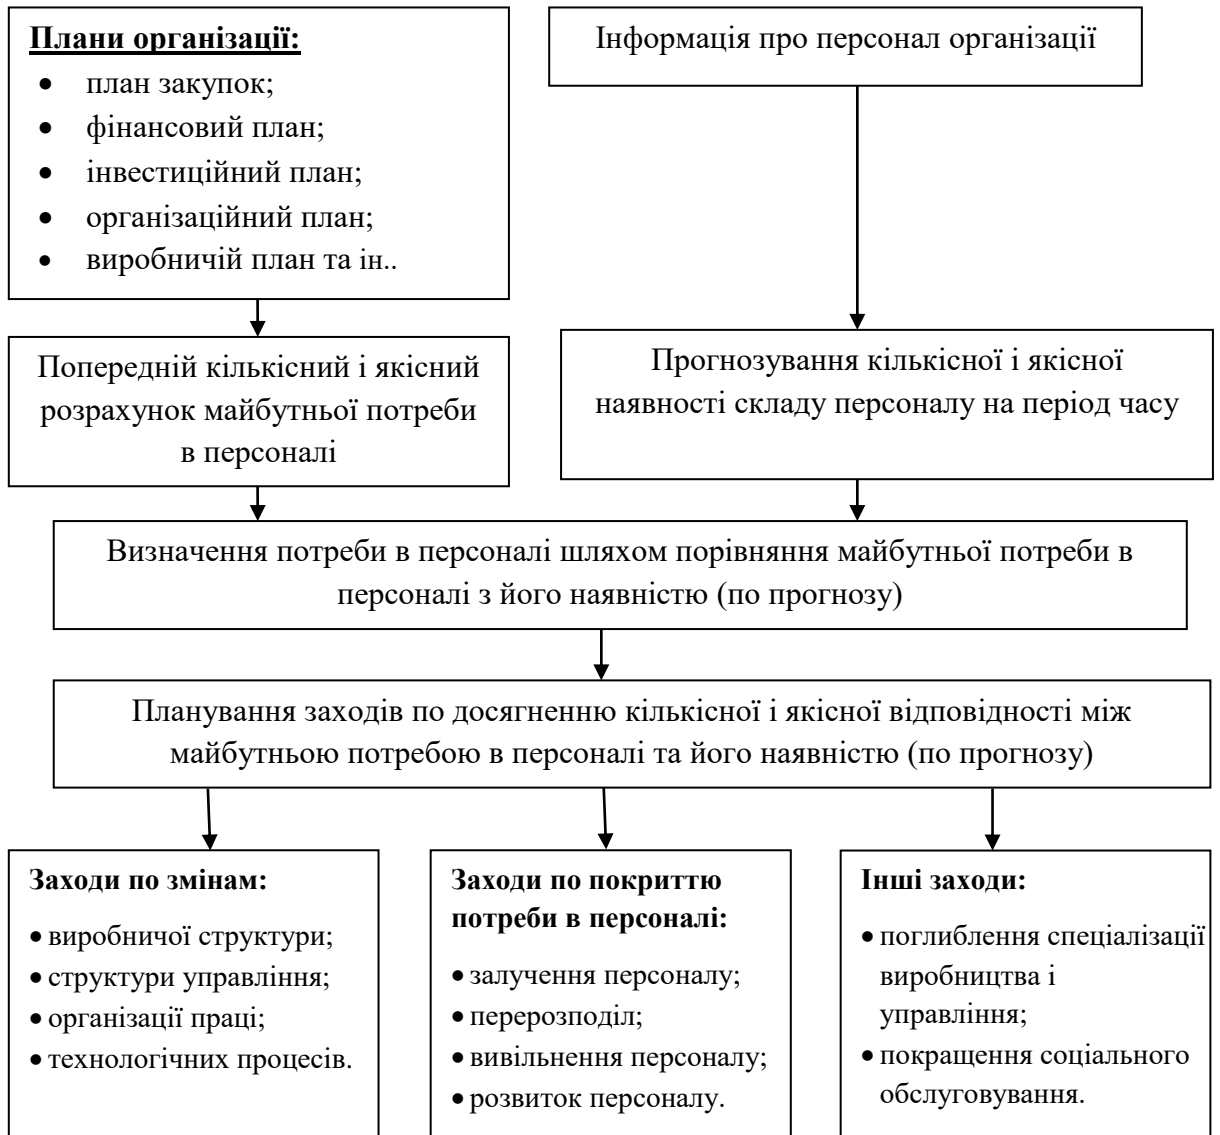 Плани організації:
• план закупок;
• фінансовий план;
• інвестиційний план;
• організаційний план;
• виробничій план та ін..
Інформація про персонал організації
Попередній кількісний і якісний
розрахунок майбутньої потреби
в персоналі
Прогнозування кількісної і якісної
наявності складу персоналу на період часу
Визначення потреби в персоналі шляхом порівняння майбутньої потреби в
персоналі з його наявністю (по прогнозу)
Планування заходів по досягненню кількісної і якісної відповідності між
майбутньою потребою в персоналі та його наявністю (по прогнозу)
Заходи по змінам:
• виробничої структури;
• структури управління;
• організації праці;
• технологічних процесів.
Заходи по покриттю
потреби в персоналі:
• залучення персоналу;
• перерозподіл;
• вивільнення персоналу;
• розвиток персоналу.
Інші заходи:
• поглиблення спеціалізації
виробництва і
управління;
• покращення соціального
обслуговування.